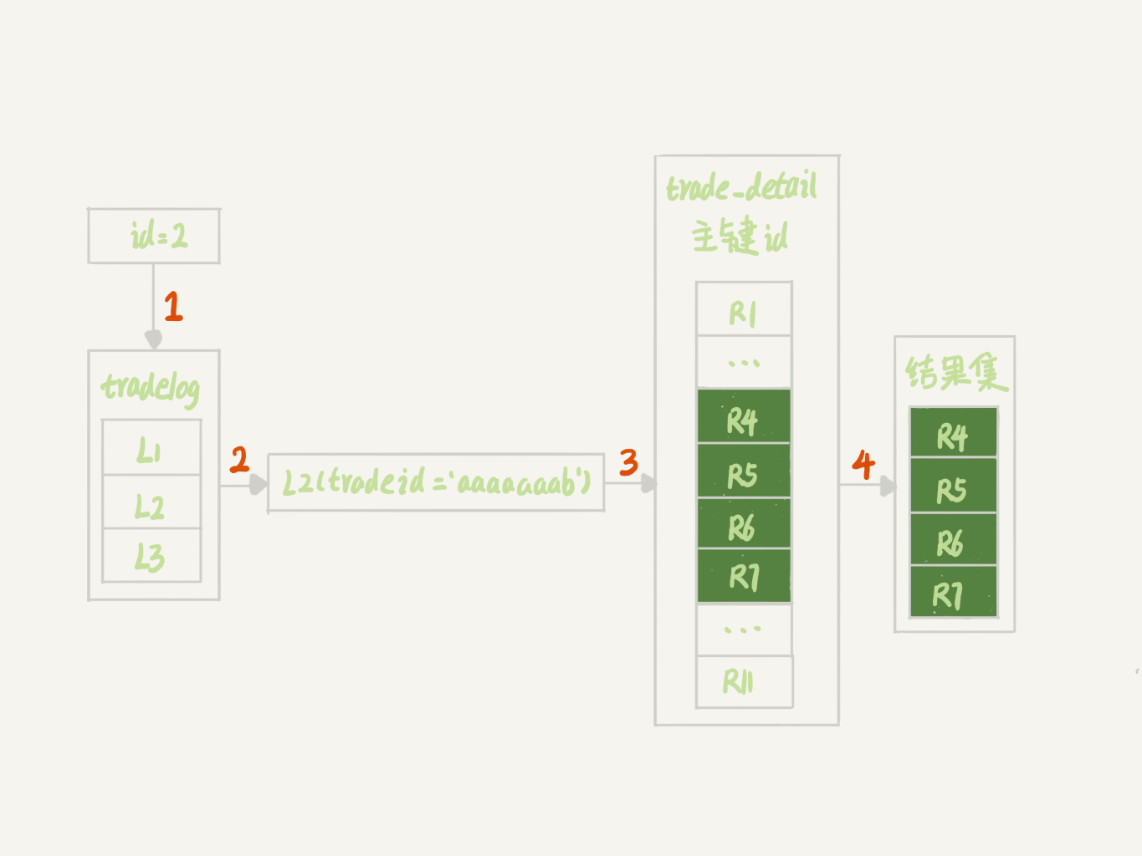 id=2
1
tradelog
L1
L2
L3
2
L2(tradeid='aaaaaaab')
3
trade_detail
主键id
R1
...
R4
R5
R6
R7
...
R11
4
结果集
R4
R5
R6
R7